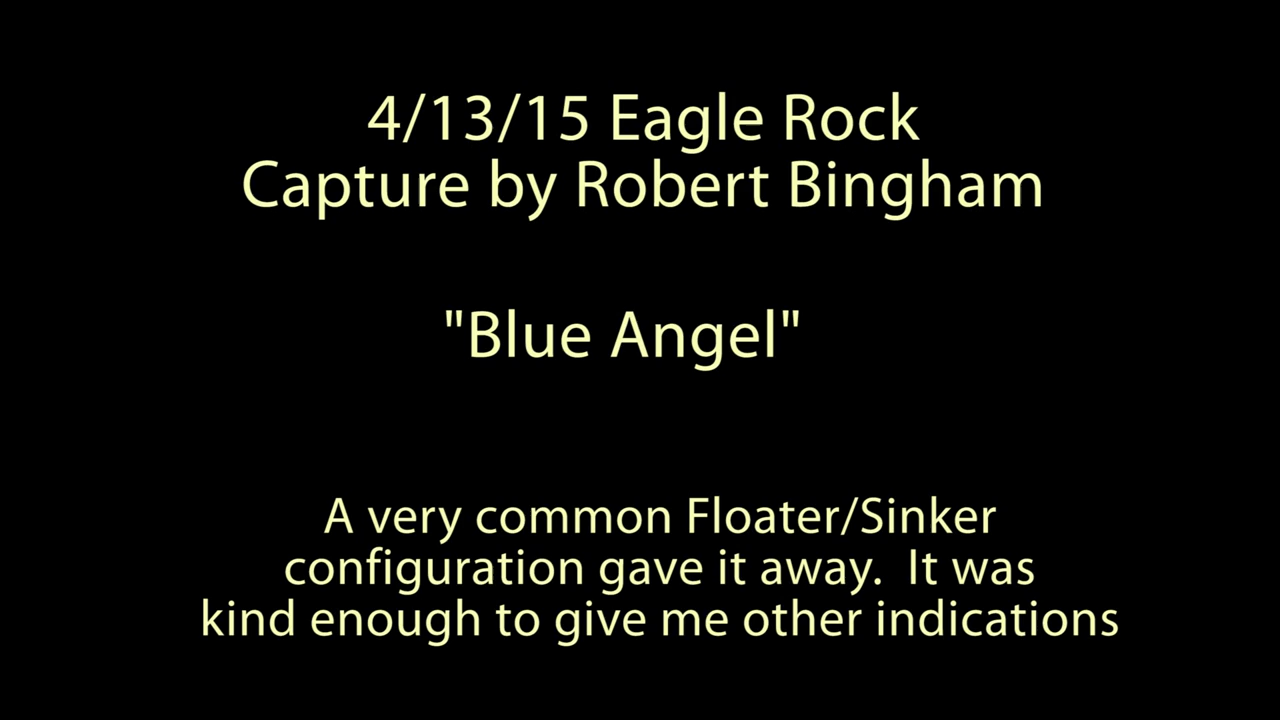 4/13/15 Eagle Rock
Capture by Robert Bingham
"Blue Angel"
A very common Floater/Sinker
configuration gave it away.  It was
kind enough to give me other indications